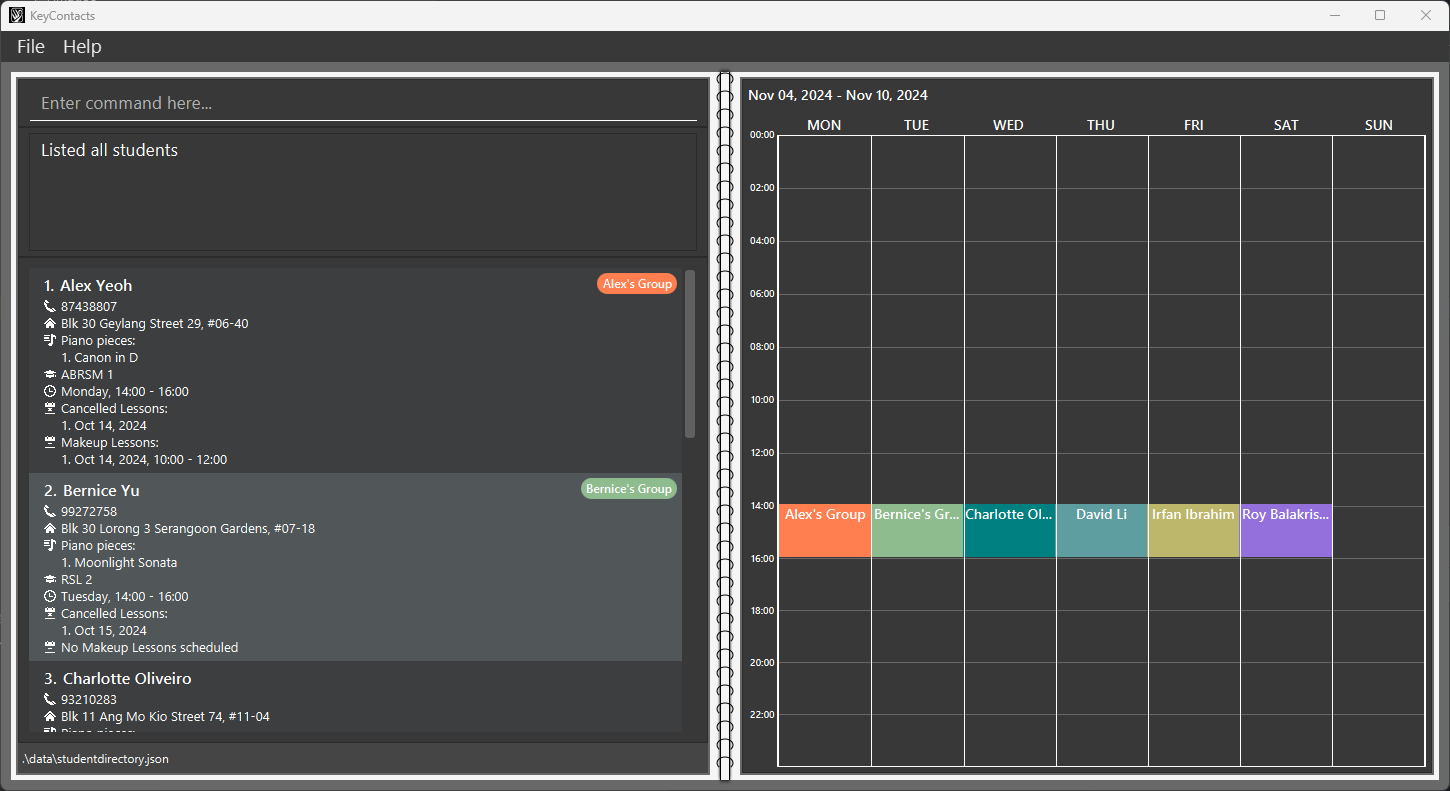 KeyContacts
File Help
Enter command here...
Listed all students
1. Alex Yeoh
Alex's Group
87438807
Blk 30 Geylang Street 29, #06-40
Piano pieces:
1. Canon in D
ABRSM 1
Monday, 14:00 - 16:00
Cancelled Lessons:
1. Oct 14, 2024
Makeup Lessons:
1. Oct 14, 2024, 10:00 - 12:00
2. Bernice Yu
Bernice's Group
99272758
Blk 30 Lorong 3 Serangoon Gardens, #07-18
Piano pieces:
1. Moonlight Sonata
RSL 2
Tuesday, 14:00 - 16:00
Cancelled Lessons:
1. Oct 15, 2024
No Makeup Lessons scheduled
3. Charlotte Oliveiro
93210283
Blk 11 Ang Mo Kio Street 74, #11-04
Piano pieces:
.\data\studentdirectory.json
Nov 04, 2024 - Nov 10, 2024
MON TUE WED THU FRI SAT SUN
00:00
02:00
04:00
06:00
08:00
10:00
12:00
14:00
Alex's Group Bernice's Gr... Charlotte Ol... David Li Irfan Ibrahim Roy Balakris...
16:00
18:00
20:00
22:00